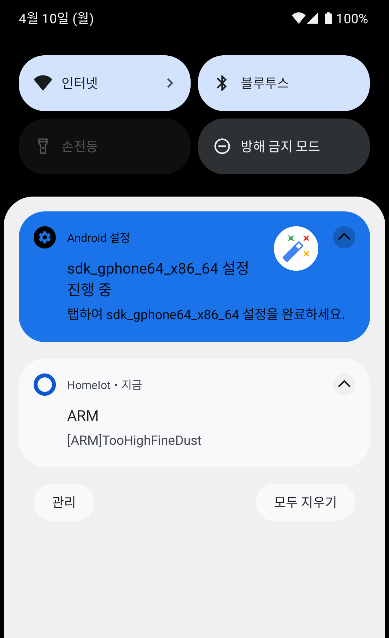 4월 10일 (월) 100%
인터넷 블루투스
손전등 방해 금지 모드
Android 설정
sdk_gphone64_x86_64 설정
진행 중
탭하여 sdk_gphone64_x86_64 설정을 완료하세요.
HomeIot • 지금
ARM
[ARM]TooHighFineDust
관리 모두 지우기